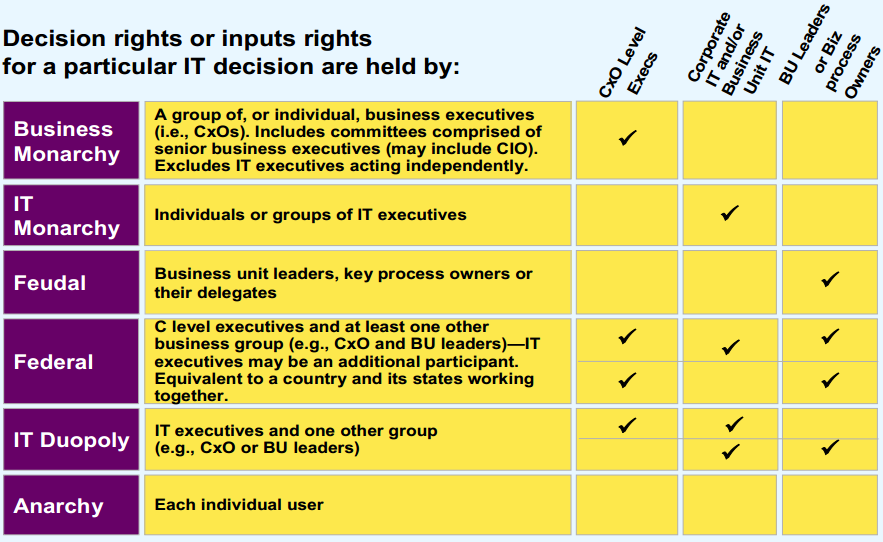 Decision rights or inputs rights
for a particular IT decision are held by:
CxO Level
Execs
Corporate
IT and/or
Business
Unit IT
BU Leaders
or Biz
process
Owners
Business
Monarchy
A group of, or individual, business executives
(i.e., CxOs). Includes committees comprised of
senior business executives (may include CIO).
Excludes IT executives acting independently.
✓
IT
Monarchy
Individuals or groups of IT executives
✓
Feudal
Business unit leaders, key process owners or
their delegates
✓
Federal
C level executives and at least one other
business group (e.g., CxO and BU leaders)—IT
executives may be an additional participant.
Equivalent to a country and its states working
together.
✓ ✓ ✓
✓ ✓
IT Duopoly
IT executives and one other group
(e.g., CxO or BU leaders)
✓ ✓
✓ ✓
Anarchy
Each individual user